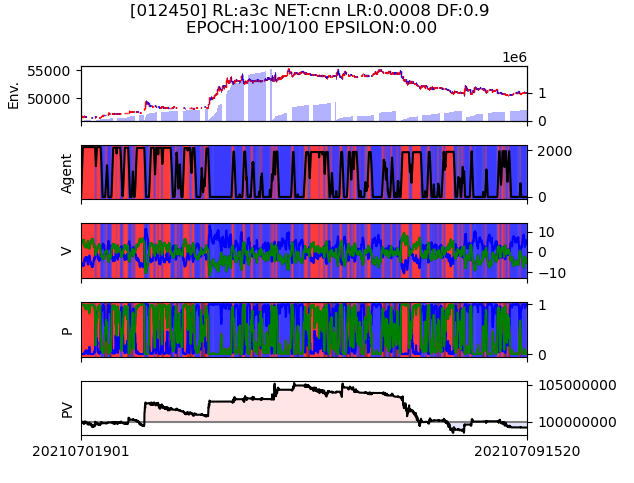 [012450] RL:a3c NET:cnn LR:0.0008 DF:0.9
EPOCH:100/100 EPSILON:0.00
1e6
55000
50000
Env.
1
0
Agent
2000
0
V
10
0
−10
P
1
0
PV
105000000
100000000
20210701901
202107091520